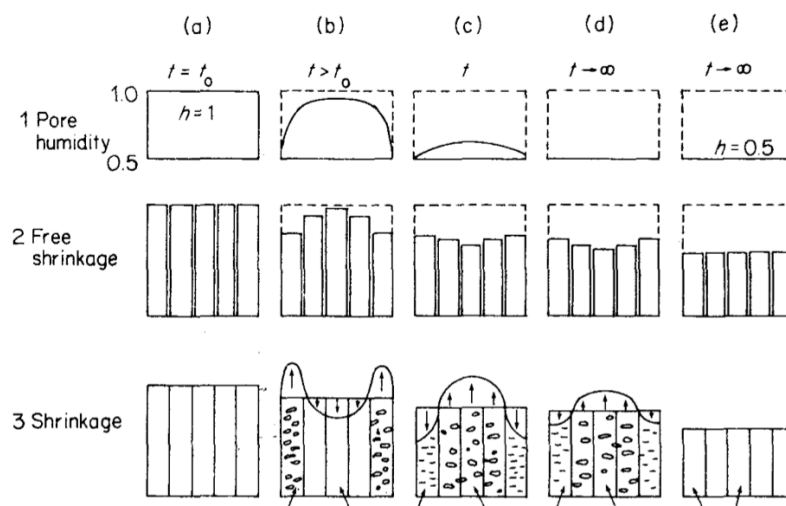 (a) (b) (c) (d) (e)
t = t₀ t > t₀ t t → ∞ t → ∞
1.0
h = 1
1 Pore
humidity
0.5
h = 0.5
2 Free
shrinkage
3 Shrinkage